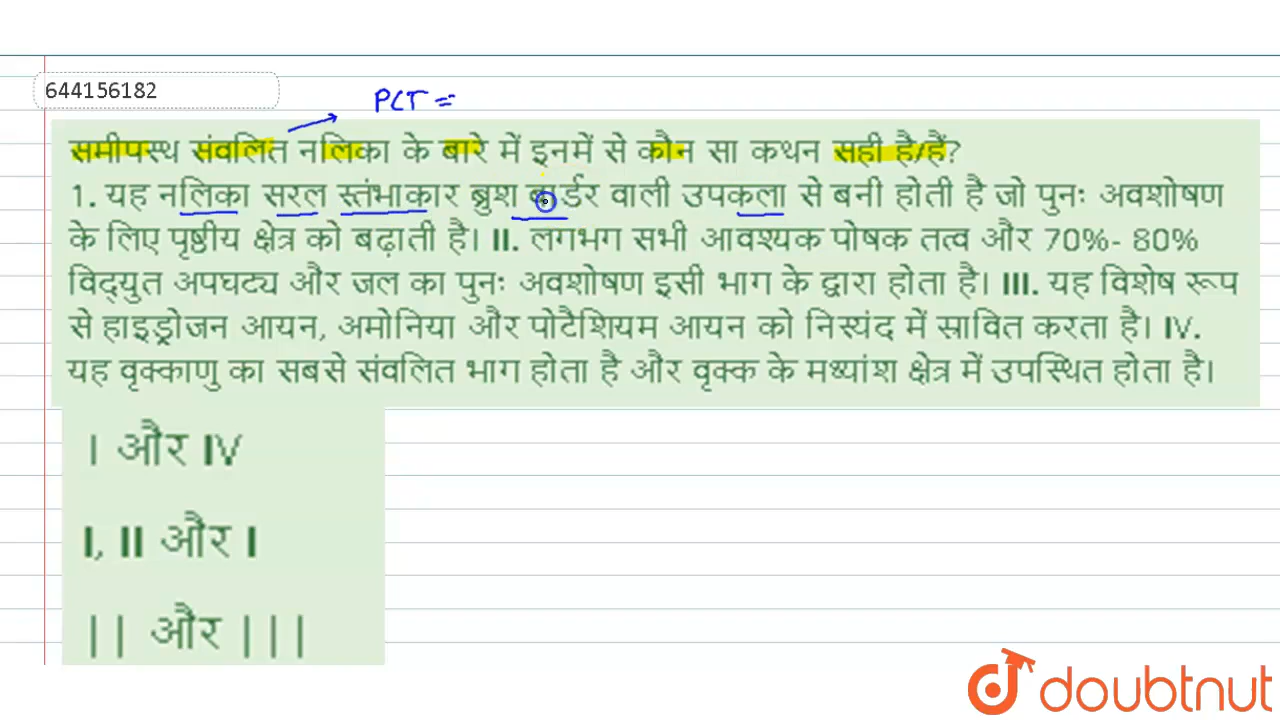 644156182
PCT =
समीपस्थ संवलित नलिका के बारे में इनमें से कौन सा कथन सही है/हैं?
1. यह नलिका सरल स्तंभाकार ब्रुश बार्डर वाली उपकला से बनी होती है जो पुनः अवशोषण
के लिए पृष्ठीय क्षेत्र को बढ़ाती है। II. लगभग सभी आवश्यक पोषक तत्व और 70%- 80%
विद्युत अपघट्य और जल का पुनः अवशोषण इसी भाग के द्वारा होता है। III. यह विशेष रूप
से हाइड्रोजन आयन, अमोनिया और पोटैशियम आयन को निस्यंद में स्रावित करता है। IV.
यह वृक्काणु का सबसे संवलित भाग होता है और वृक्क के मध्यांश क्षेत्र में उपस्थित होता है।
I और IV
I, II और I
|| और |||
doubtnut